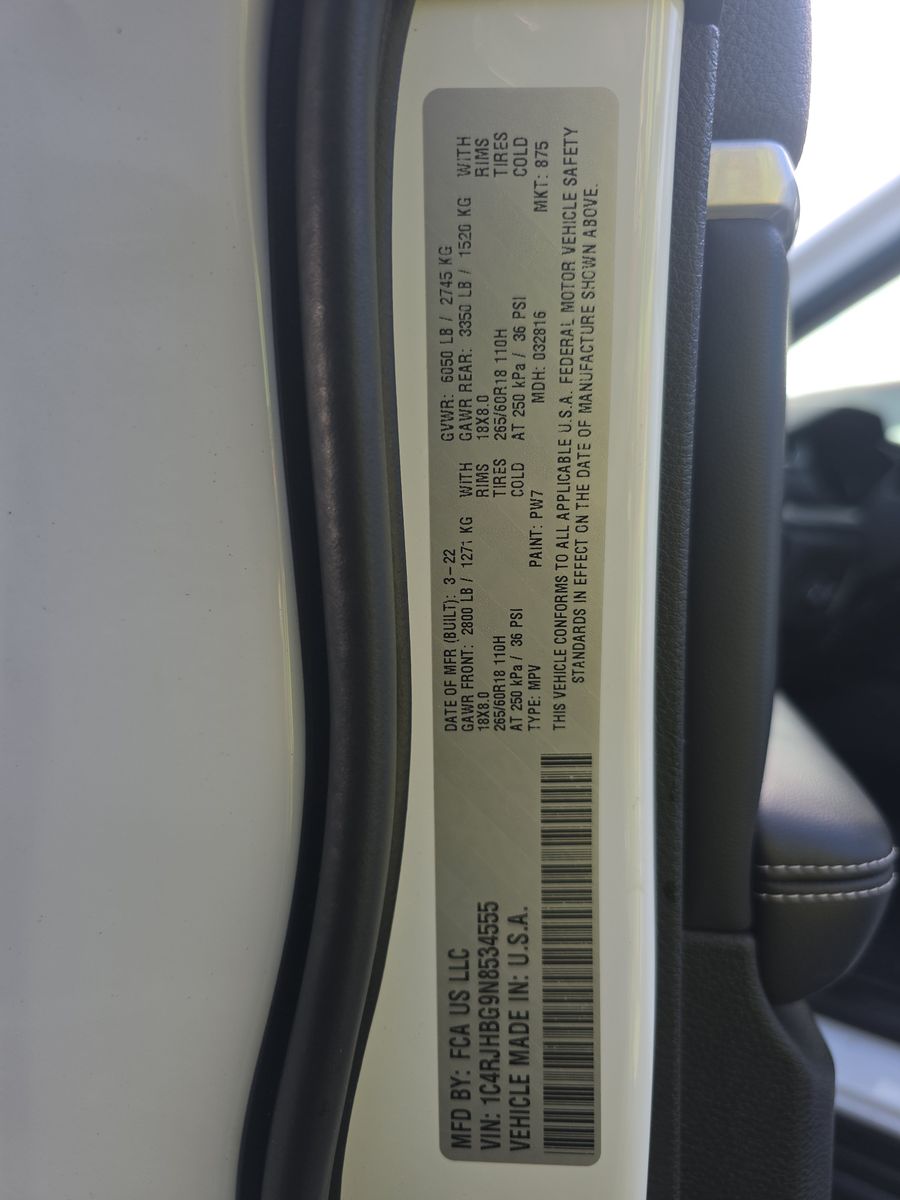 MFD BY: FCA US LLC
VIN: 1C4RJHBG9N8534555
VEHICLE MADE IN: U.S.A.
DATE OF MFR (BUILT): 3-22 GVWR: 6050 LB / 2745 KG
GAWR FRONT: 2800 LB / 1271 KG WITH GAWR REAR: 3350 LB / 1520 KG WITH
18X8.0 RIMS 18X8.0 RIMS
265/60R18 110H TIRES 265/60R18 110H TIRES
AT 250 kPa / 36 PSI COLD AT 250 kPa / 36 PSI COLD
TYPE: MPV PAINT: PW7 MDH: 032816 MKT: 875
THIS VEHICLE CONFORMS TO ALL APPLICABLE U.S.A. FEDERAL MOTOR VEHICLE SAFETY
STANDARDS IN EFFECT ON THE DATE OF MANUFACTURE SHOWN ABOVE.